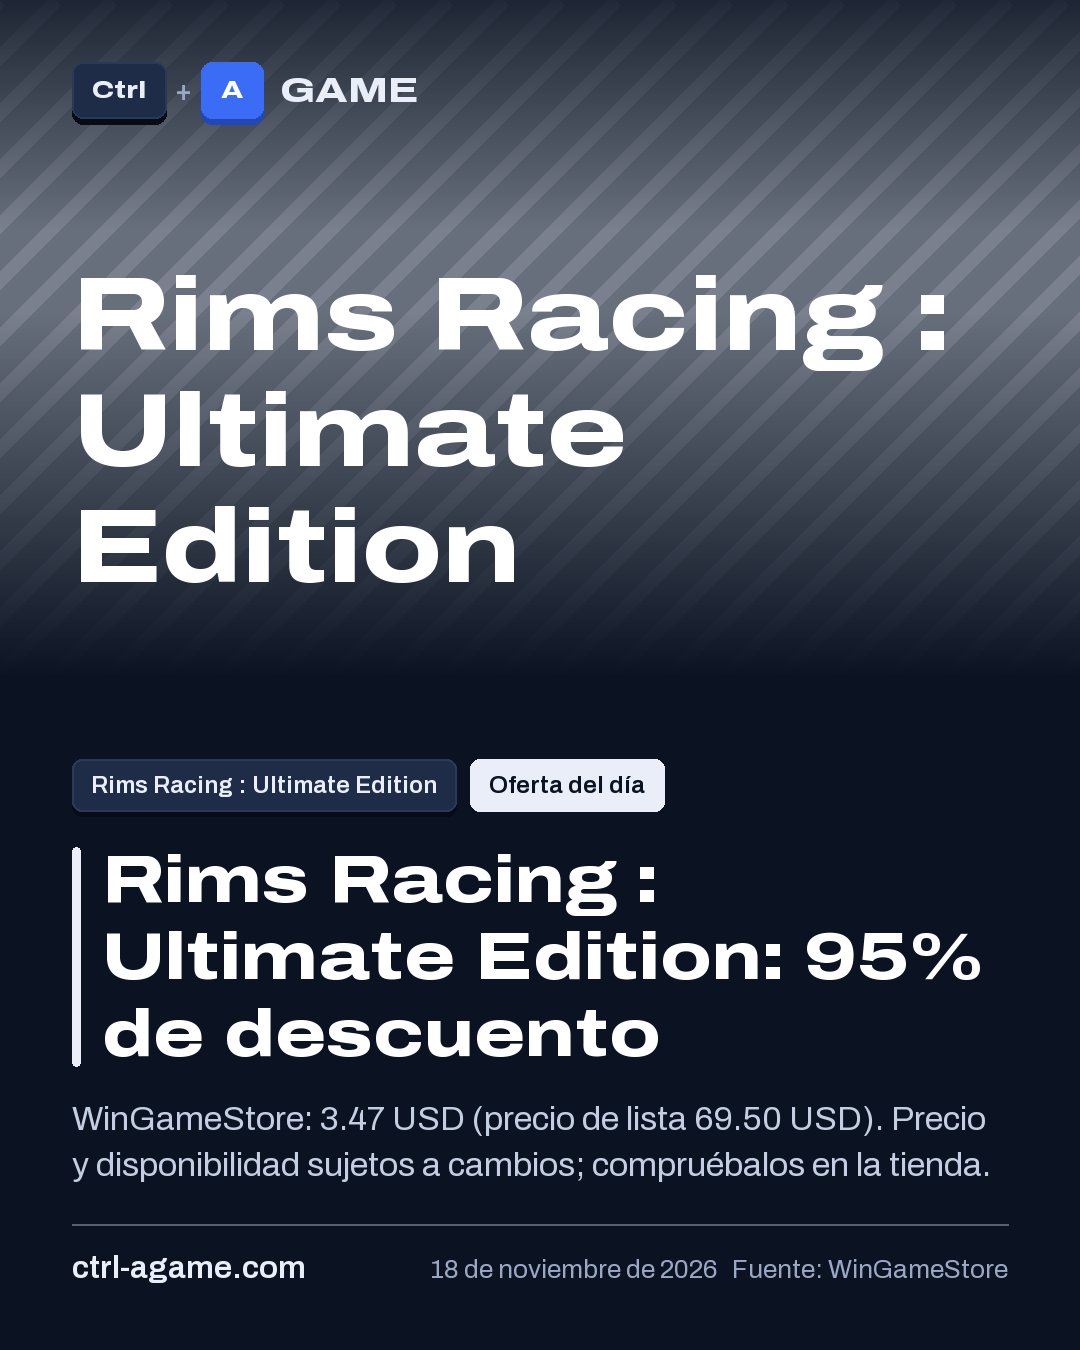 Ctrl + A GAME
Rims Racing :
Ultimate
Edition
Rims Racing : Ultimate Edition
Oferta del día
Rims Racing :
Ultimate Edition: 95%
de descuento
WinGameStore: 3.47 USD (precio de lista 69.50 USD). Precio
y disponibilidad sujetos a cambios; compruébalos en la tienda.
ctrl-agame.com
18 de noviembre de 2026 Fuente: WinGameStore